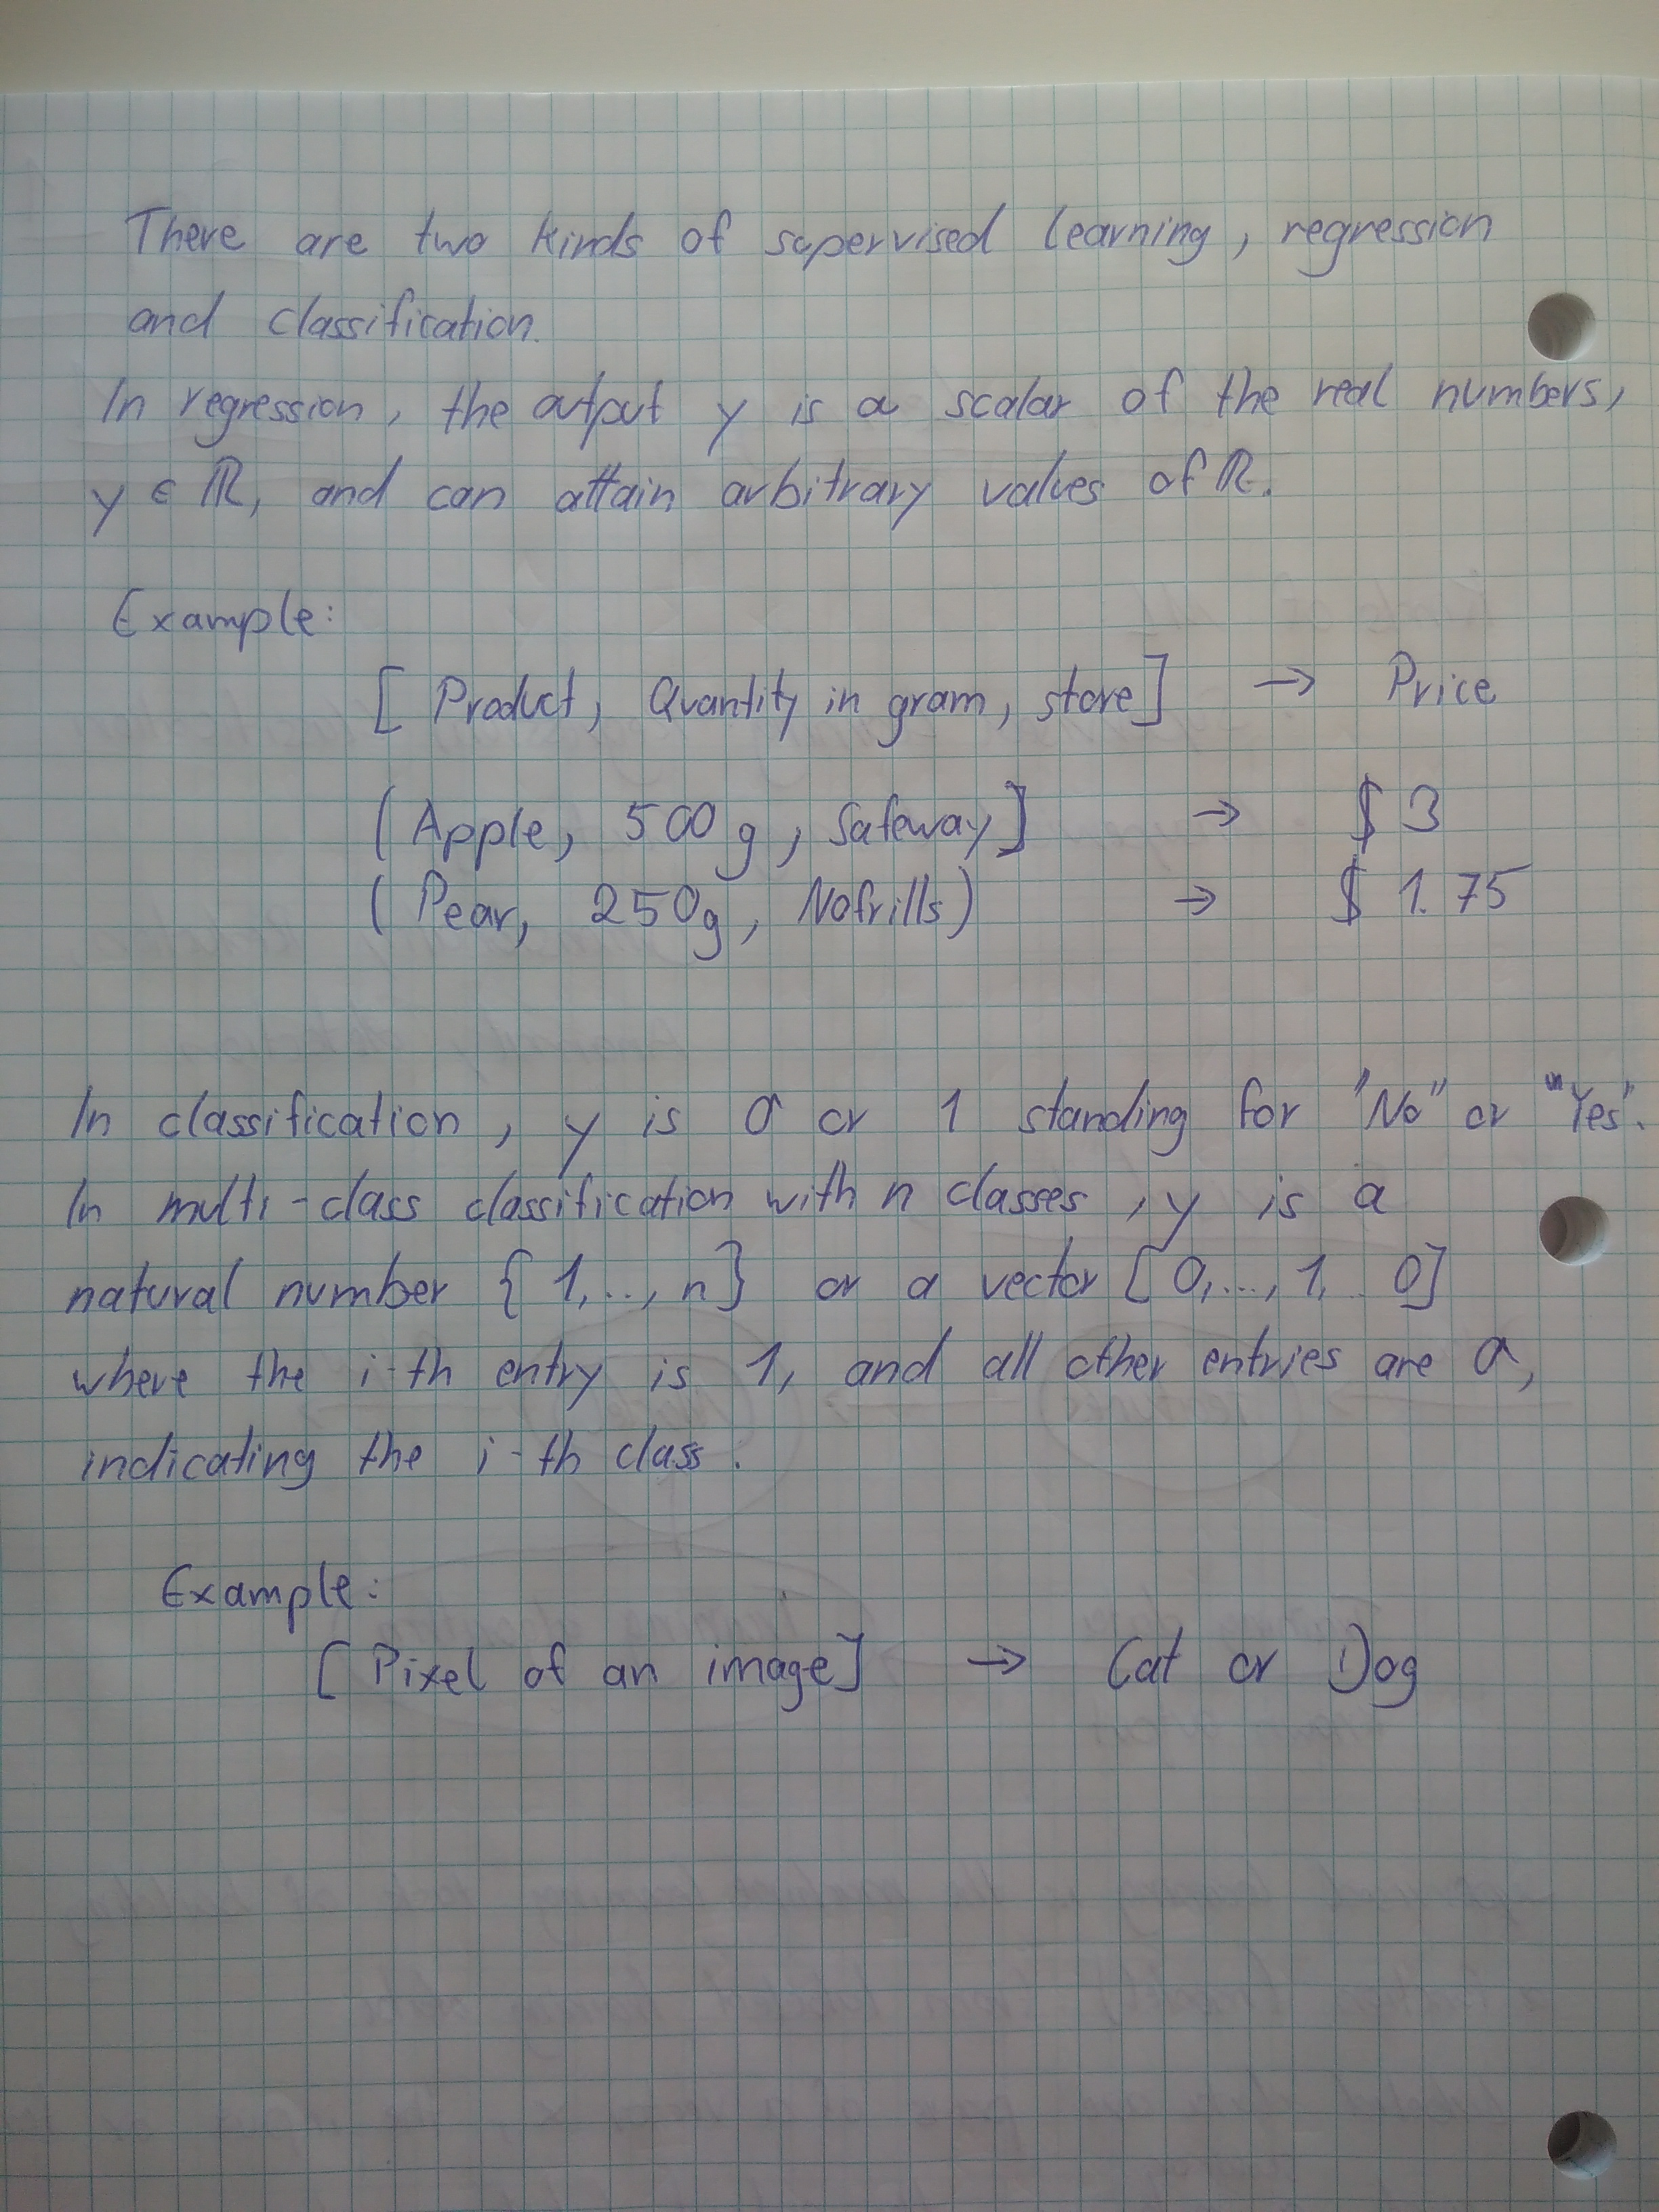 There are two kinds of supervised learning, regression
and classification.
In regression, the output y is a scalar of the real numbers,
y ∈ ℝ, and can attain arbitrary values of ℝ.
Example:
[ Product, Quantity in gram, store] → Price
( Apple, 500 g, Safeway] → $ 3
( Pear, 250g, Nofrills) → $ 1.75
In classification, y is 0 or 1 standing for "No" or "Yes".
In multi-class classification with n classes, y is a
natural number { 1, .., n} or a vector [ 0, ..., 1, .. 0]
where the i-th entry is 1, and all other entries are 0,
indicating the i-th class.
Example:
[ Pixel of an image] → Cat or Dog